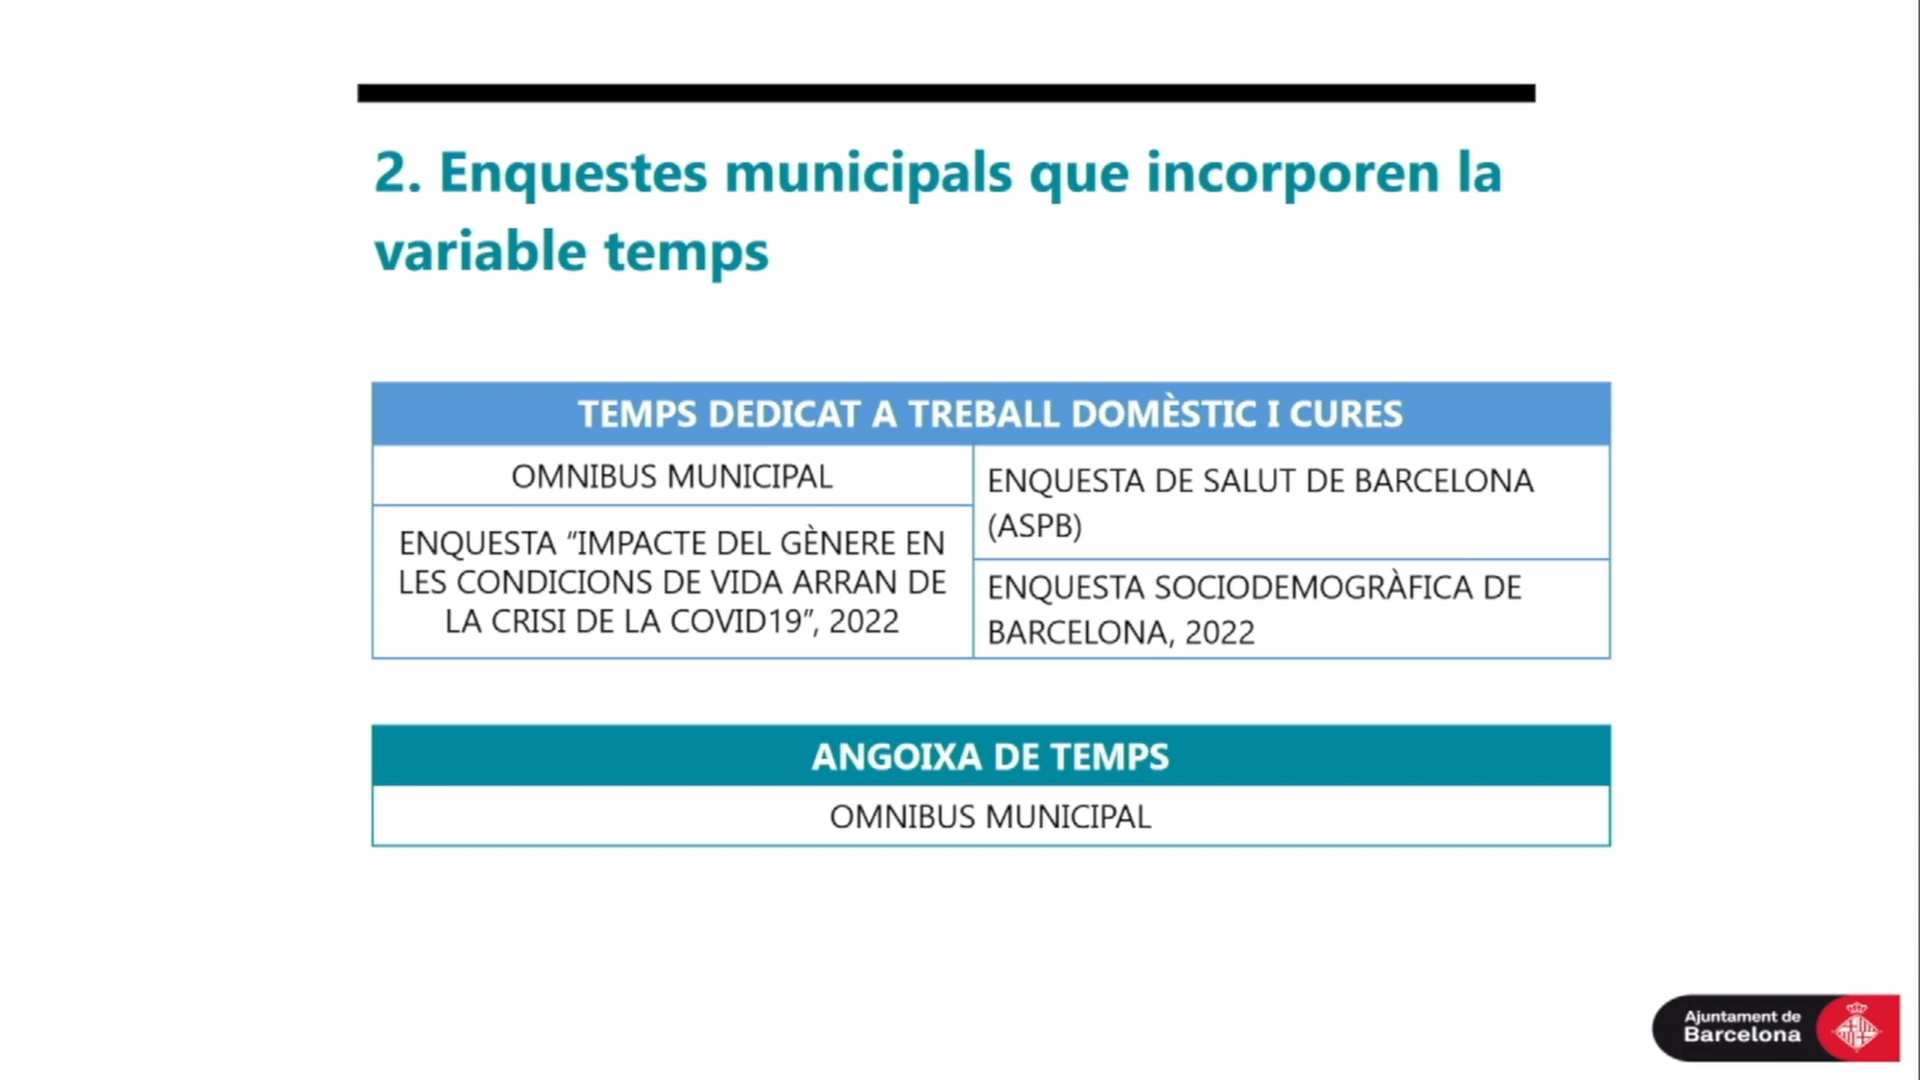 2. Enquestes municipals que incorporen la
variable temps
TEMPS DEDICAT A TREBALL DOMÈSTIC I CURES
OMNIBUS MUNICIPAL
ENQUESTA “IMPACTE DEL GÈNERE EN
LES CONDICIONS DE VIDA ARRAN DE
LA CRISI DE LA COVID19”, 2022
ENQUESTA DE SALUT DE BARCELONA
(ASPB)
ENQUESTA SOCIODEMOGRÀFICA DE
BARCELONA, 2022
ANGOIXA DE TEMPS
OMNIBUS MUNICIPAL
Ajuntament de
Barcelona